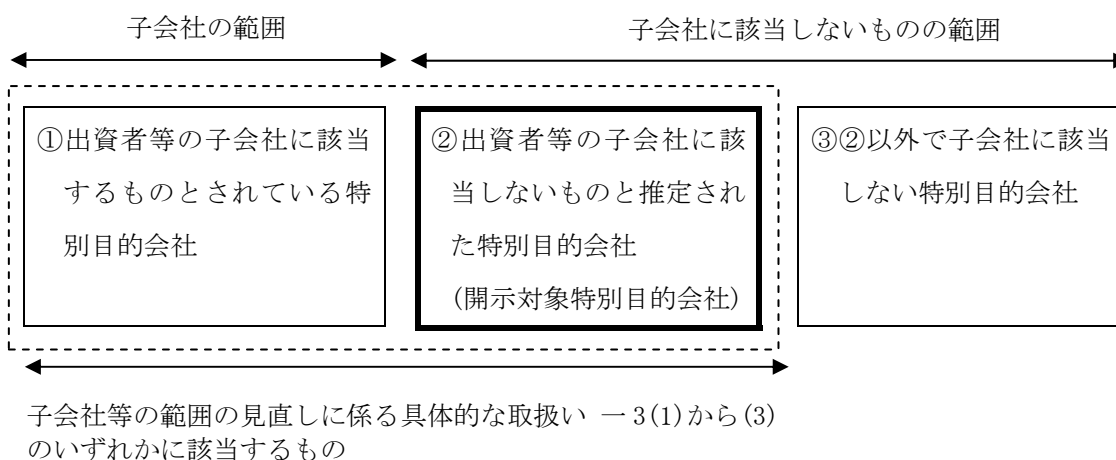 子会社の範囲
子会社に該当しないものの範囲
①出資者等の子会社に該当
するものとされている特
別目的会社
②出資者等の子会社に該
当しないものと推定され
た特別目的会社
(開示対象特別目的会社)
③②以外で子会社に該当
しない特別目的会社
子会社等の範囲の見直しに係る具体的な取扱い 一3(1)から(3)
のいずれかに該当するもの